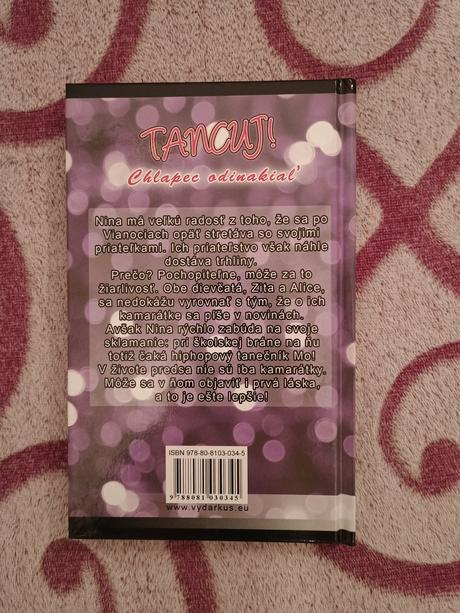 TANCUJ!
Chlapec odinakiaľ
Nina má veľkú radosť z toho, že sa po
Vianociach opäť stretáva so svojimi
priateľkami. Ich priateľstvo však náhle
dostáva trhliny.
Prečo? Pochopiteľne, môže za to
žiarlivosť. Obe dievčatá, Zita a Alice,
sa nedokážu vyrovnať s tým, že o ich
kamarátke sa píše v novinách.
Avšak Nina rýchlo zabúda na svoje
sklamanie: pri školskej bráne na ňu
totiž čaká hiphopový tanečník Mo!
V živote predsa nie sú iba kamarátky.
Môže sa v ňom objaviť i prvá láska,
a to je ešte lepšie!
ISBN 978-80-8103-034-5
9 788081 030345
www.vydarkus.eu